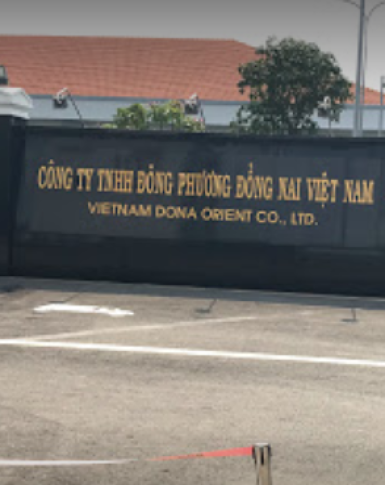 CÔNG TY TNHH ĐÔNG PHƯƠNG ĐỒNG NAI VIỆT NAM
VIETNAM DONA ORIENT CO., LTD.